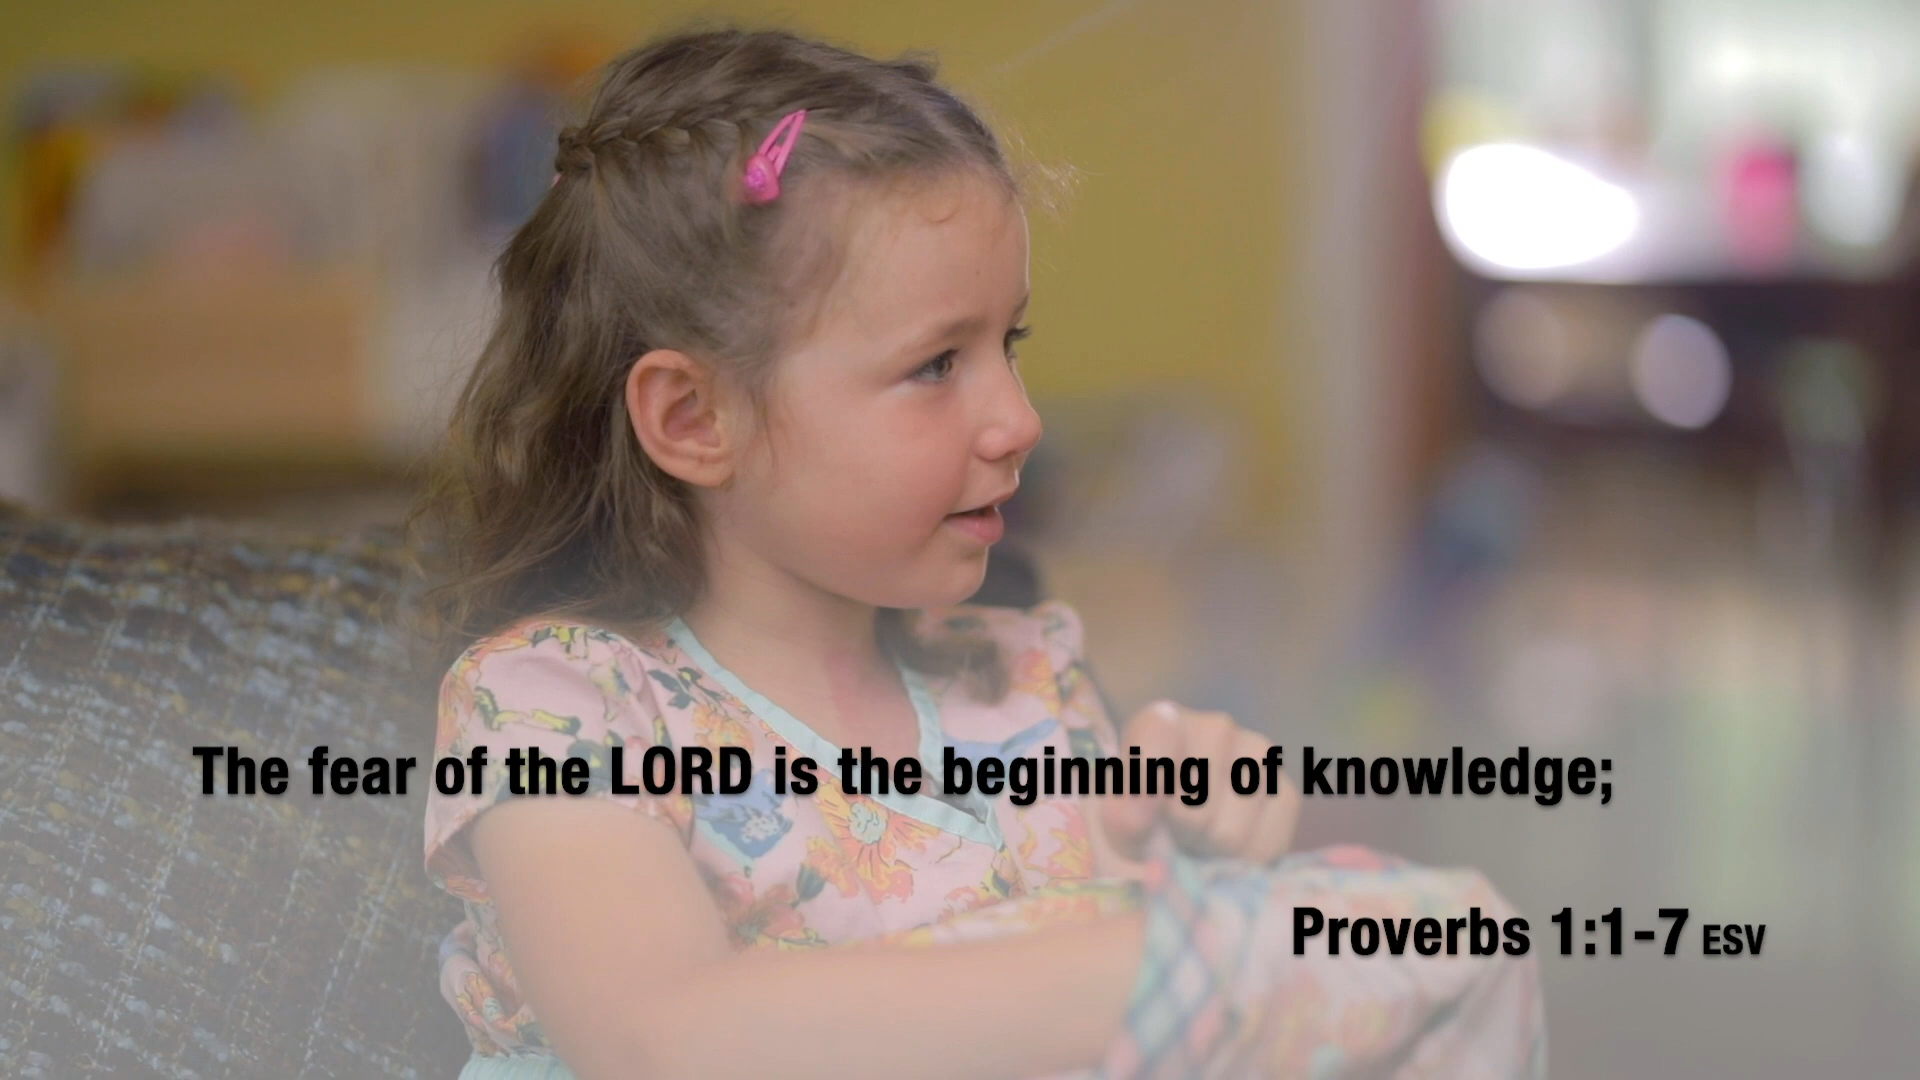 The fear of the LORD is the beginning of knowledge;
Proverbs 1:1-7 ESV